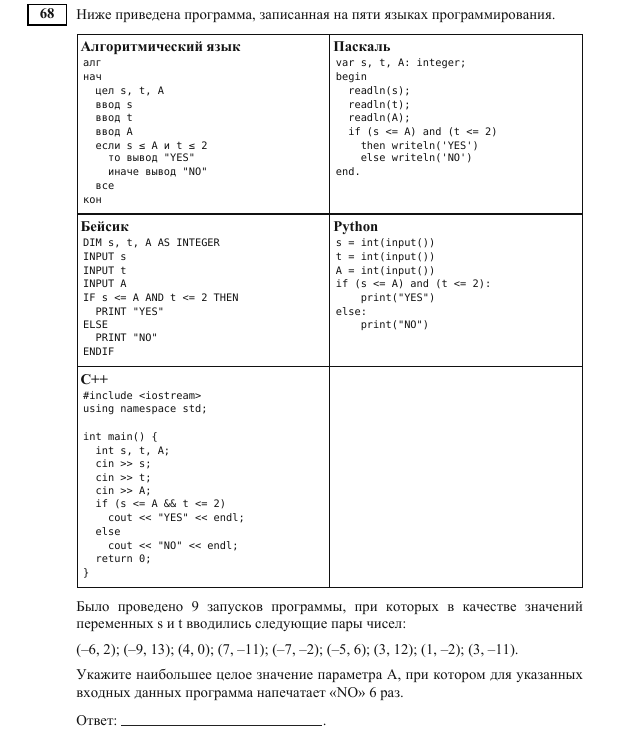 68 Ниже приведена программа, записанная на пяти языках программирования.
Алгоритмический язык
алг
нач
цел s, t, A
ввод s
ввод t
ввод A
если s ≤ A и t ≤ 2
то вывод "YES"
иначе вывод "NO"
все
кон
Паскаль
var s, t, A: integer;
begin
readln(s);
readln(t);
readln(A);
if (s <= A) and (t <= 2)
then writeln('YES')
else writeln('NO')
end.
Бейсик
DIM s, t, A AS INTEGER
INPUT s
INPUT t
INPUT A
IF s <= A AND t <= 2 THEN
PRINT "YES"
ELSE
PRINT "NO"
ENDIF
Python
s = int(input())
t = int(input())
A = int(input())
if (s <= A) and (t <= 2):
print("YES")
else:
print("NO")
C++
#include <iostream>
using namespace std;
int main() {
int s, t, A;
cin >> s;
cin >> t;
cin >> A;
if (s <= A && t <= 2)
cout << "YES" << endl;
else
cout << "NO" << endl;
return 0;
}
Было проведено 9 запусков программы, при которых в качестве значений
переменных s и t вводились следующие пары чисел:
(–6, 2); (–9, 13); (4, 0); (7, –11); (–7, –2); (–5, 6); (3, 12); (1, –2); (3, –11).
Укажите наибольшее целое значение параметра А, при котором для указанных
входных данных программа напечатает «NO» 6 раз.
Ответ: ____________________________.